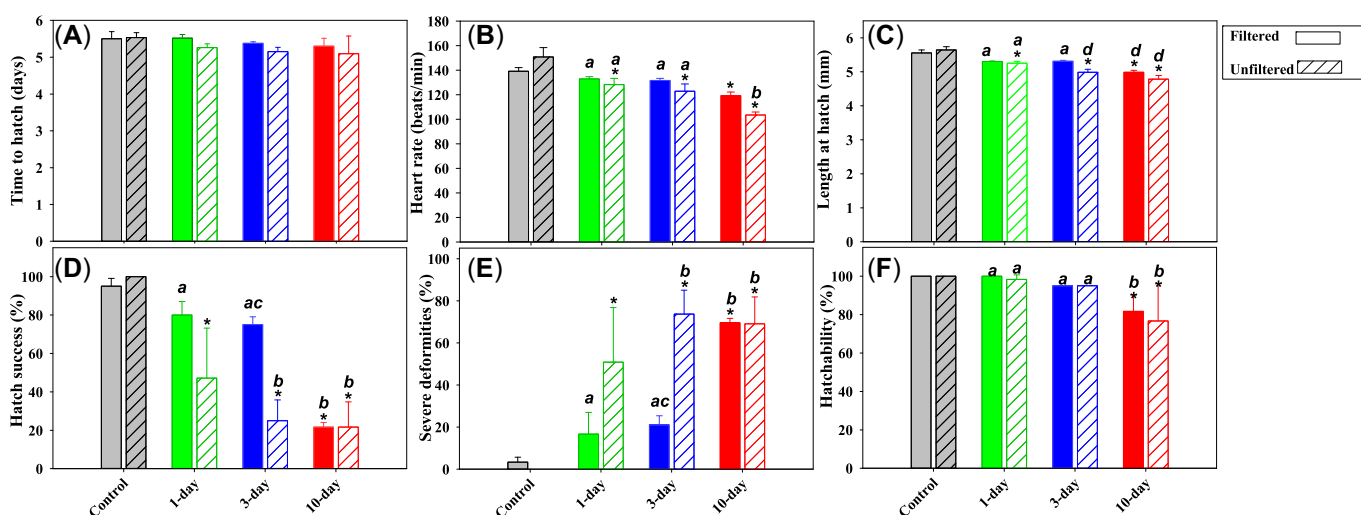 (A)
Time to hatch (days)
6
5
4
3
2
1
0
(B)
Heart rate (beats/min)
180
160
140
120
100
80
60
40
20
0
a
a
*
a
a
*
*
b
*
(C)
Length at hatch (mm)
6
5
4
3
2
1
0
a
a
*
a
d
*
d
*
d
*
Filtered
Unfiltered
(D)
Hatch success (%)
100
80
60
40
20
0
a
*
ac
b
*
b
*
b
*
Control
1-day
3-day
10-day
(E)
Severe deformities (%)
100
80
60
40
20
0
a
*
ac
b
*
b
*
b
*
Control
1-day
3-day
10-day
(F)
Hatchability (%)
100
80
60
40
20
0
a
a
a
a
b
*
b
*
Control
1-day
3-day
10-day